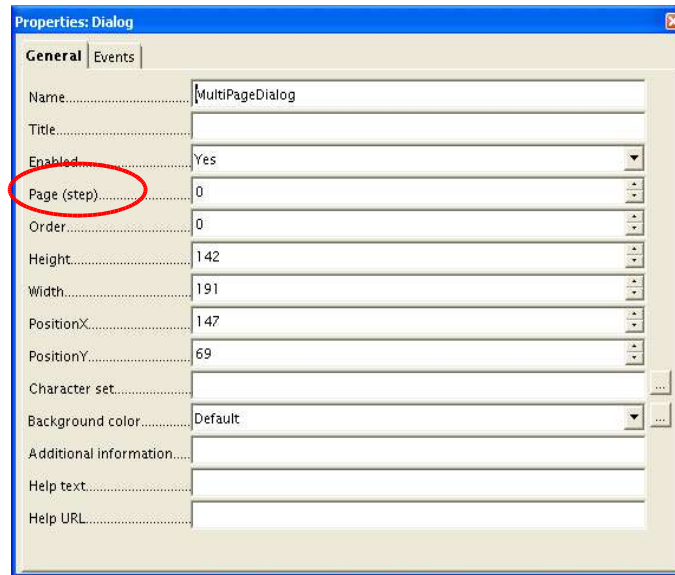 Properties: Dialog
General Events
Name MultiPageDialog
Title
Enabled Yes
Page (step) 0
Order 0
Height 142
Width 191
PositionX 147
PositionY 69
Character set ...
Background color Default ...
Additional information
Help text
Help URL